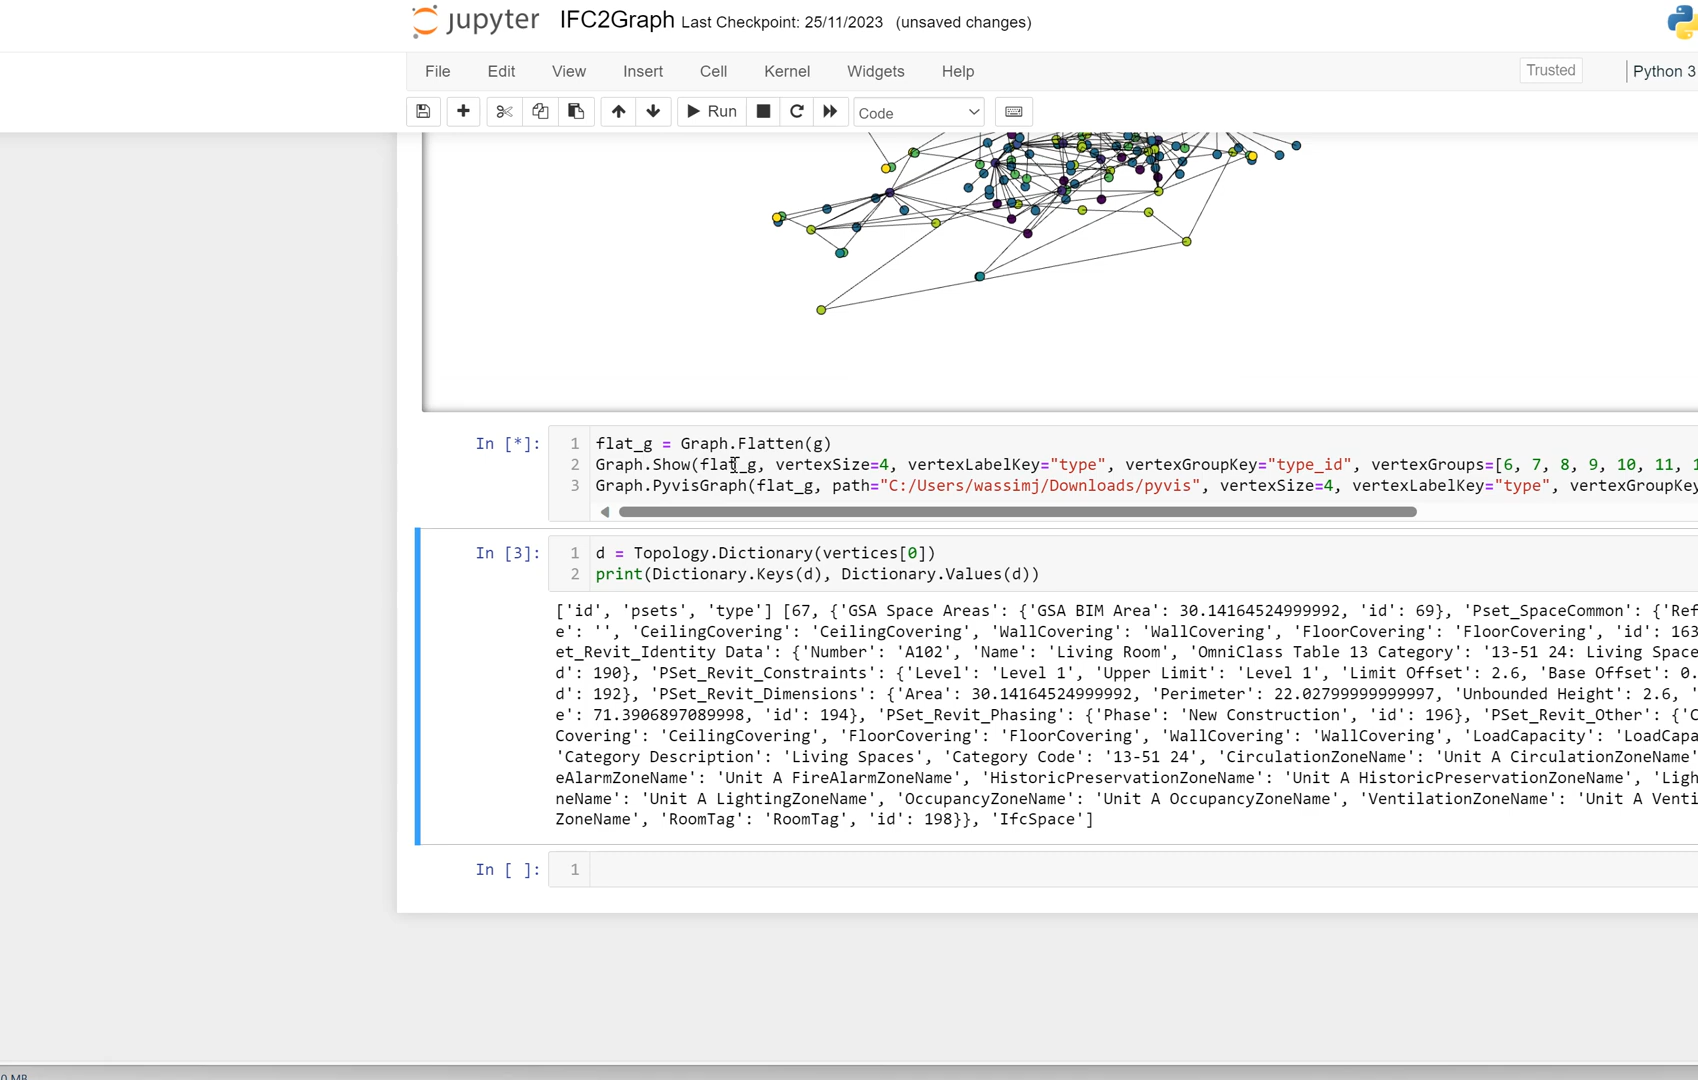 jupyter IFC2Graph Last Checkpoint: 25/11/2023 (unsaved changes)
File Edit View Insert Cell Kernel Widgets Help Trusted Python 3
Run Code
In [*]:
1 flat_g = Graph.Flatten(g)
2 Graph.Show(flat_g, vertexSize=4, vertexLabelKey="type", vertexGroupKey="type_id", vertexGroups=[6, 7, 8, 9, 10, 11, 1
3 Graph.PyvisGraph(flat_g, path="C:/Users/wassimj/Downloads/pyvis", vertexSize=4, vertexLabelKey="type", vertexGroupKey
In [3]:
1 d = Topology.Dictionary(vertices[0])
2 print(Dictionary.Keys(d), Dictionary.Values(d))
['id', 'psets', 'type'] [67, {'GSA Space Areas': {'GSA BIM Area': 30.14164524999992, 'id': 69}, 'Pset_SpaceCommon': {'Ref
e': '', 'CeilingCovering': 'CeilingCovering', 'WallCovering': 'WallCovering', 'FloorCovering': 'FloorCovering', 'id': 163
et_Revit_Identity Data': {'Number': 'A102', 'Name': 'Living Room', 'OmniClass Table 13 Category': '13-51 24: Living Space
d': 190}, 'PSet_Revit_Constraints': {'Level': 'Level 1', 'Upper Limit': 'Level 1', 'Limit Offset': 2.6, 'Base Offset': 0.
d': 192}, 'PSet_Revit_Dimensions': {'Area': 30.14164524999992, 'Perimeter': 22.02799999999997, 'Unbounded Height': 2.6, '
e': 71.3906897089998, 'id': 194}, 'PSet_Revit_Phasing': {'Phase': 'New Construction', 'id': 196}, 'PSet_Revit_Other': {'C
Covering': 'CeilingCovering', 'FloorCovering': 'FloorCovering', 'WallCovering': 'WallCovering', 'LoadCapacity': 'LoadCapa
'Category Description': 'Living Spaces', 'Category Code': '13-51 24', 'CirculationZoneName': 'Unit A CirculationZoneName'
eAlarmZoneName': 'Unit A FireAlarmZoneName', 'HistoricPreservationZoneName': 'Unit A HistoricPreservationZoneName', 'Ligh
neName': 'Unit A LightingZoneName', 'OccupancyZoneName': 'Unit A OccupancyZoneName', 'VentilationZoneName': 'Unit A Venti
ZoneName', 'RoomTag': 'RoomTag', 'id': 198}}, 'IfcSpace']
In [ ]:
1